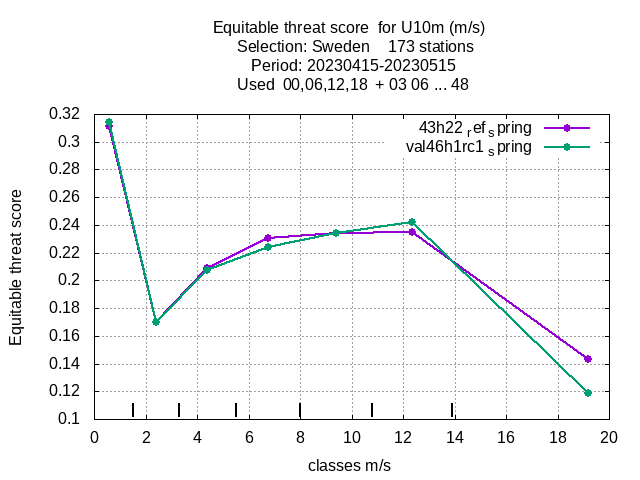 Equitable threat score  for U10m (m/s)
Selection: Sweden    173 stations
Period: 20230415-20230515
Used  00,06,12,18  + 03 06 ... 48
43h22 ref spring
val46h1rc1 spring
Equitable threat score
0.32
0.3
0.28
0.26
0.24
0.22
0.2
0.18
0.16
0.14
0.12
0.1
0 2 4 6 8 10 12 14 16 18 20
classes m/s